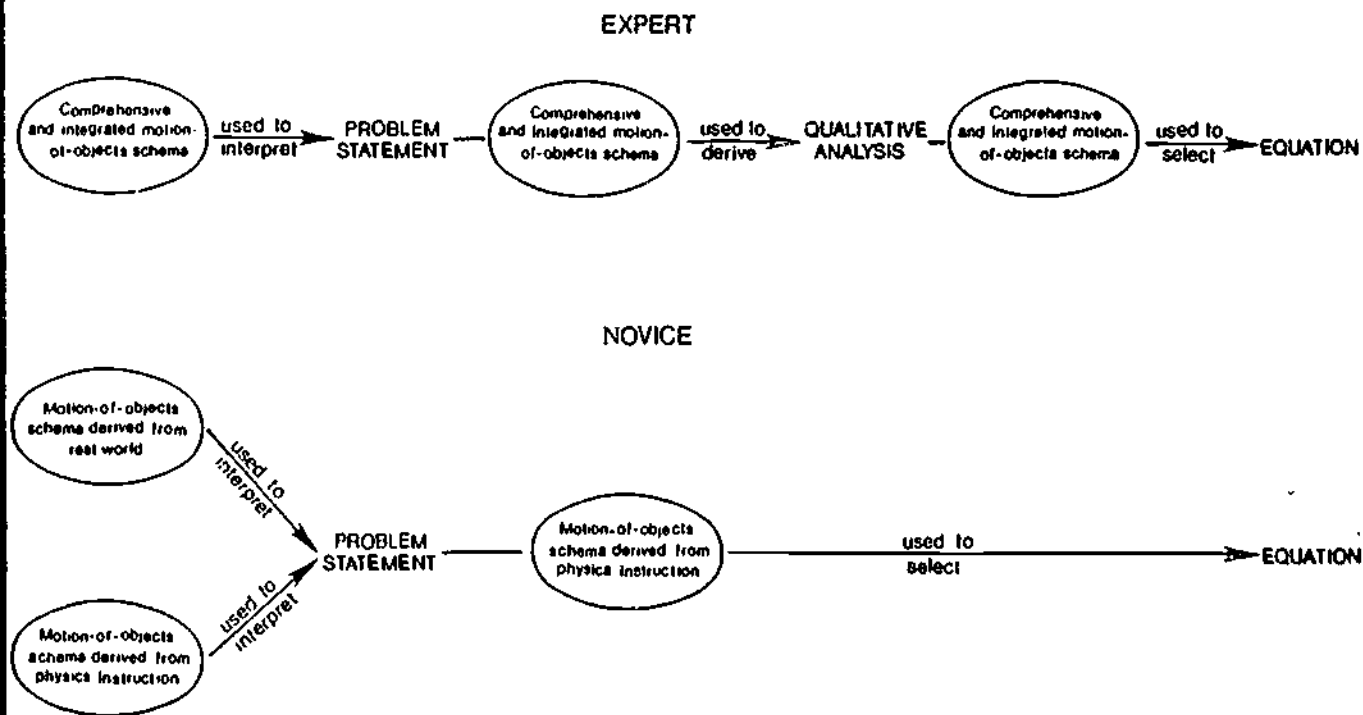 EXPERT
Comprehensive
and integrated motion-
of-objects schema
used to
interpret
PROBLEM
STATEMENT
Comprehensive
and integrated motion-
of-objects schema
used to
derive
QUALITATIVE
ANALYSIS
Comprehensive
and integrated motion-
of-objects schema
used to
select
EQUATION
NOVICE
Motion-of-objects
schema derived from
real world
used to
interpret
Motion-of-objects
schema derived from
physics instruction
used to
interpret
PROBLEM
STATEMENT
Motion-of-objects
schema derived from
physics instruction
used to
select
EQUATION